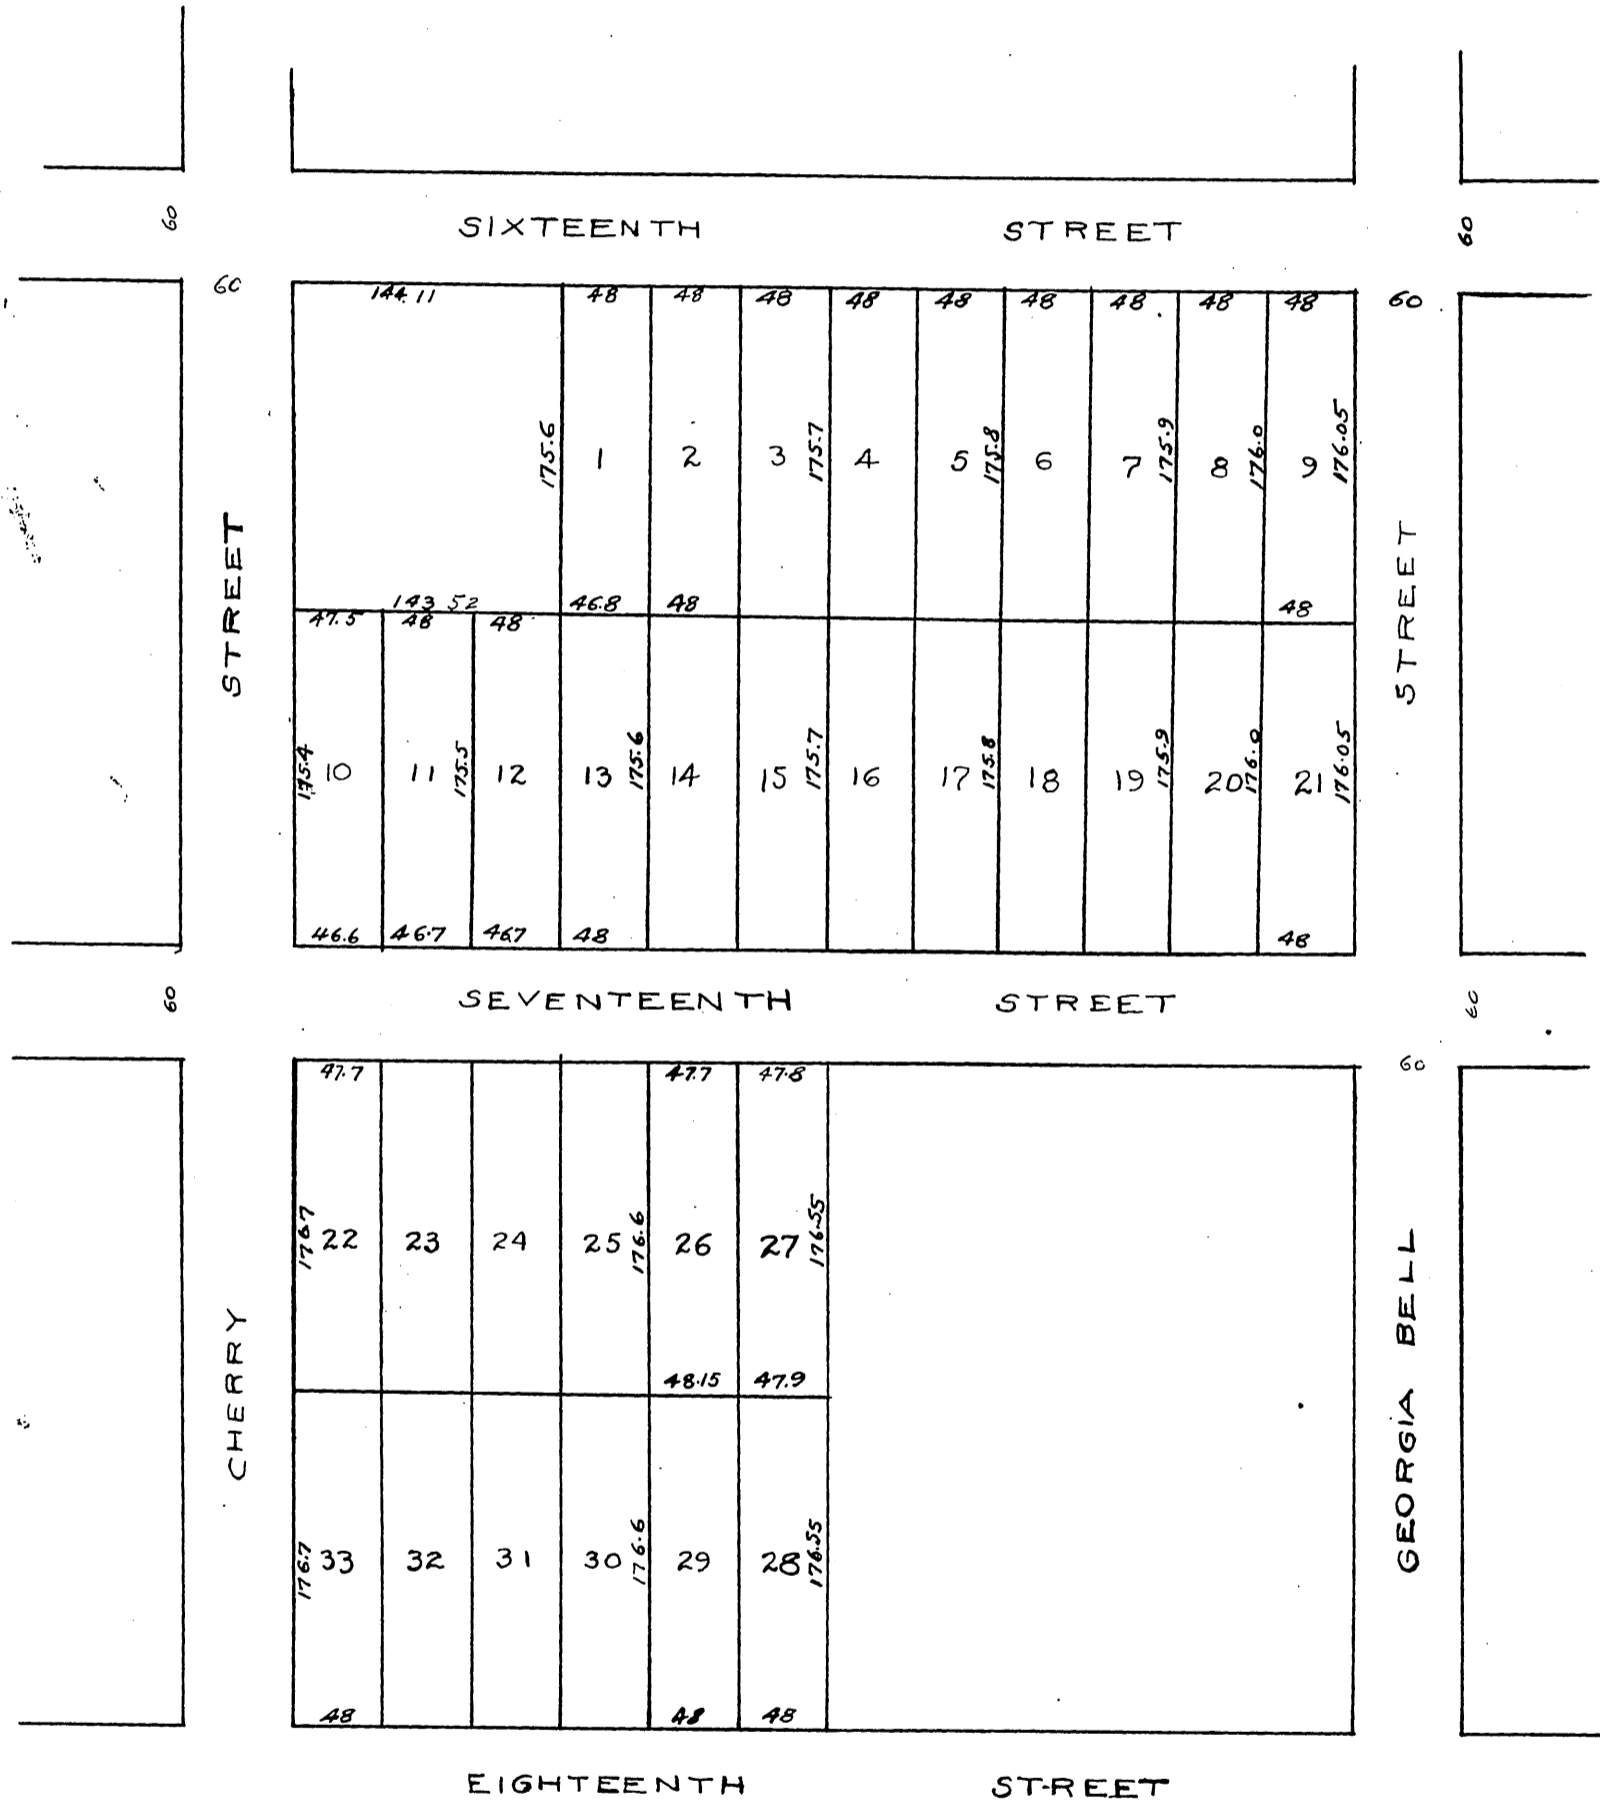 60 SIXTEENTH STREET 60
60 144.11 48 48 48 48 48 48 48 48 48 60
175.6 1 2 3 175.7 4 5 175.8 6 7 175.9 8 176.0 9 176.05
STREET
STREET
143.52 46.8 48 48
47.5 48 48
175.4 10 11 175.5 12 13 175.6 14 15 175.7 16 17 175.8 18 19 175.9 20 176.0 21 176.05
46.6 46.7 46.7 48 48
60 SEVENTEENTH STREET 60
47.7 47.7 47.8 60
176.7 22 23 24 25 176.6 26 27 176.55
CHERRY
GEORGIA BELL
48.15 47.9
176.7 33 32 31 30 176.6 29 28 176.55
48 48 48
EIGHTEENTH STREET